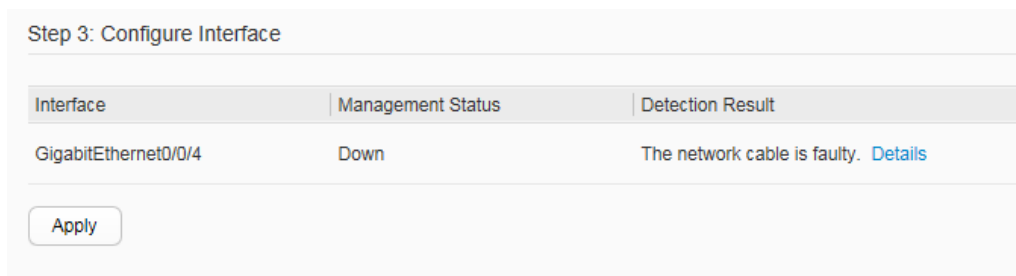 Step 3: Configure Interface
Interface Management Status Detection Result
GigabitEthernet0/0/4 Down The network cable is faulty. Details
Apply